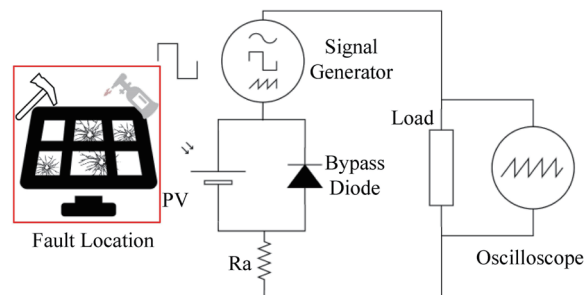 Signal
Generator
Load
Bypass
Diode
PV
Fault Location
Ra
Oscilloscope